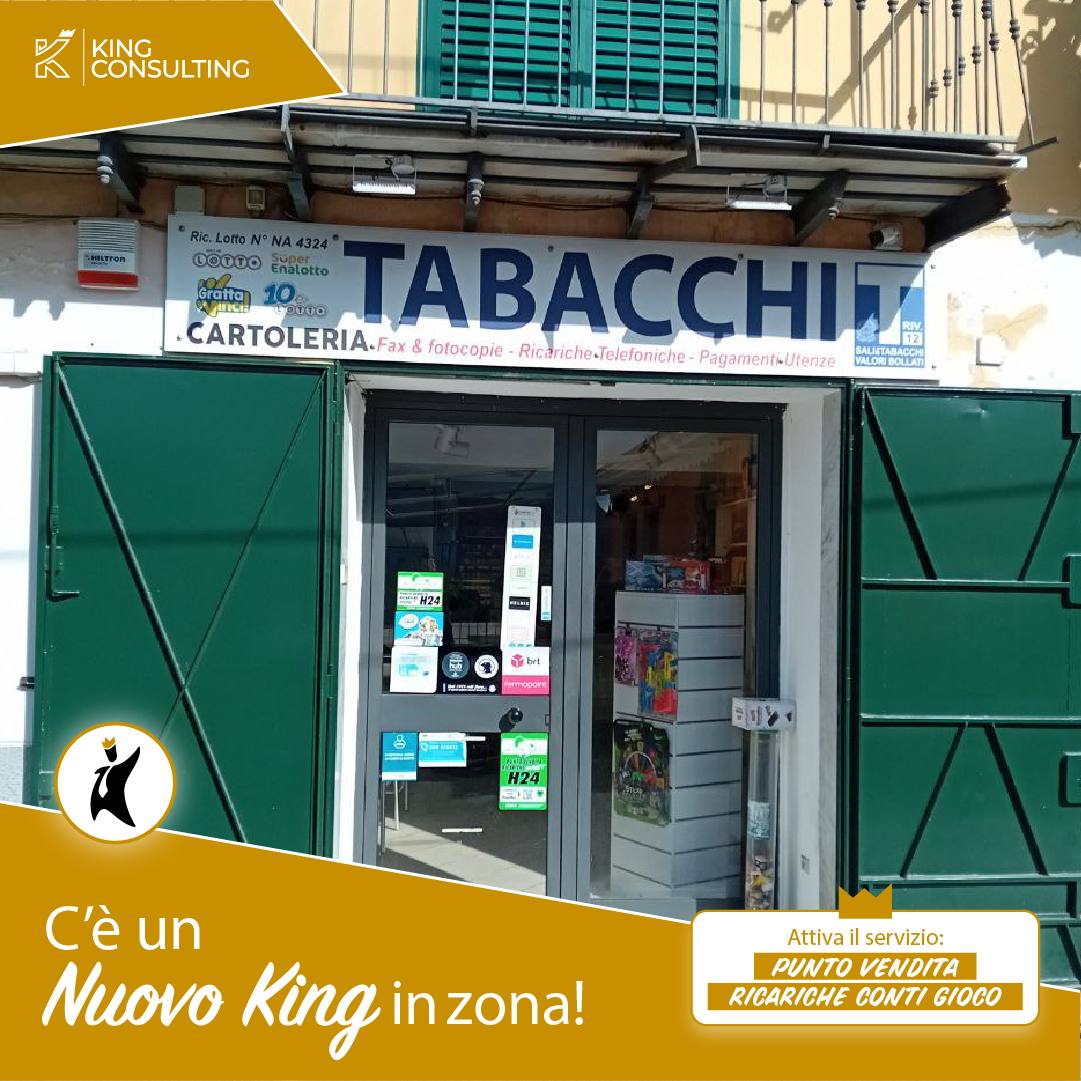 KING
CONSULTING
HILTRON
Ric. Lotto N° NA 4324
LOTTO
Super
Enalotto
Gratta
Vinci
10
LOTTO
TABACCHI
T
RIV.
12
SALI E TABACCHI
VALORI BOLLATI
CARTOLERIA
Fax & fotocopie - Ricariche Telefoniche - Pagamenti Utenze
H24
hub
brt
fermopoint
H24
C'è un
Nuovo King in zona!
Attiva il servizio:
PUNTO VENDITA
RICARICHE CONTI GIOCO